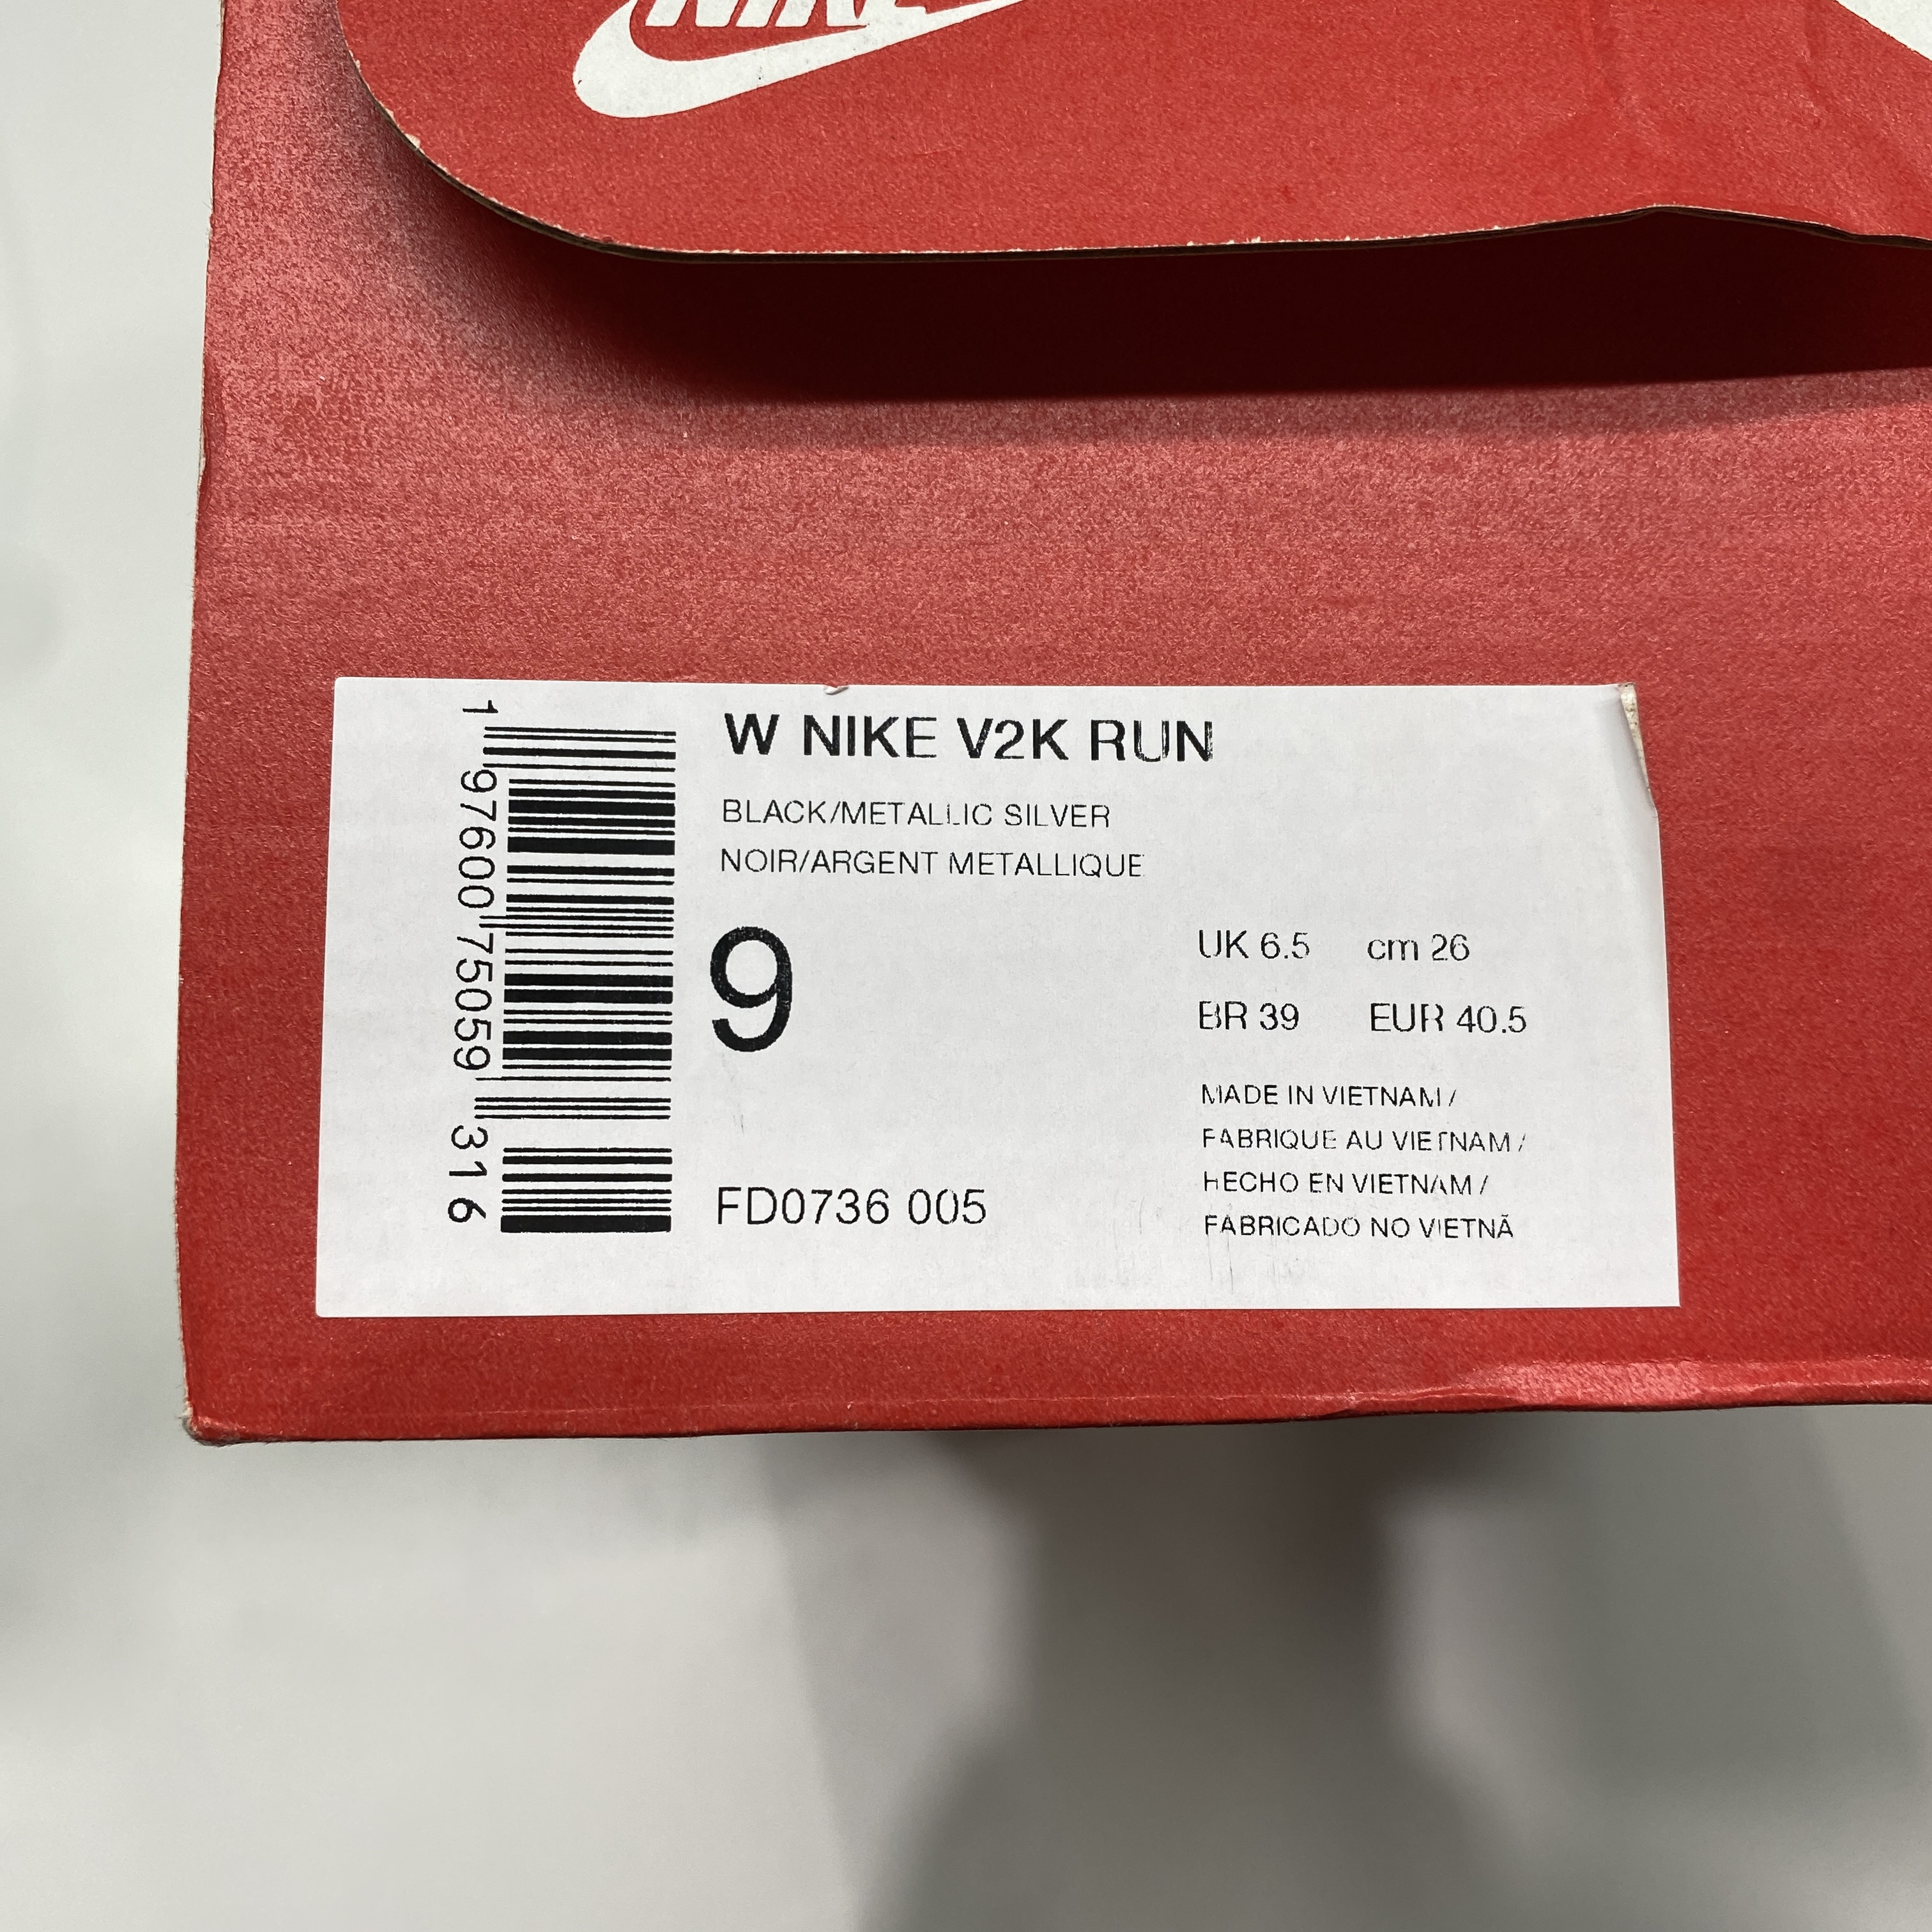 NIKE
W NIKE V2K RUN
BLACK/METALLIC SILVER
NOIR/ARGENT METALLIQUE
9
UK 6.5 cm 26
BR 39 EUR 40.5
MADE IN VIETNAM /
FABRIQUE AU VIETNAM /
HECHO EN VIETNAM /
FABRICADO NO VIETNÃ
FD0736 005
1 97600 75059 316